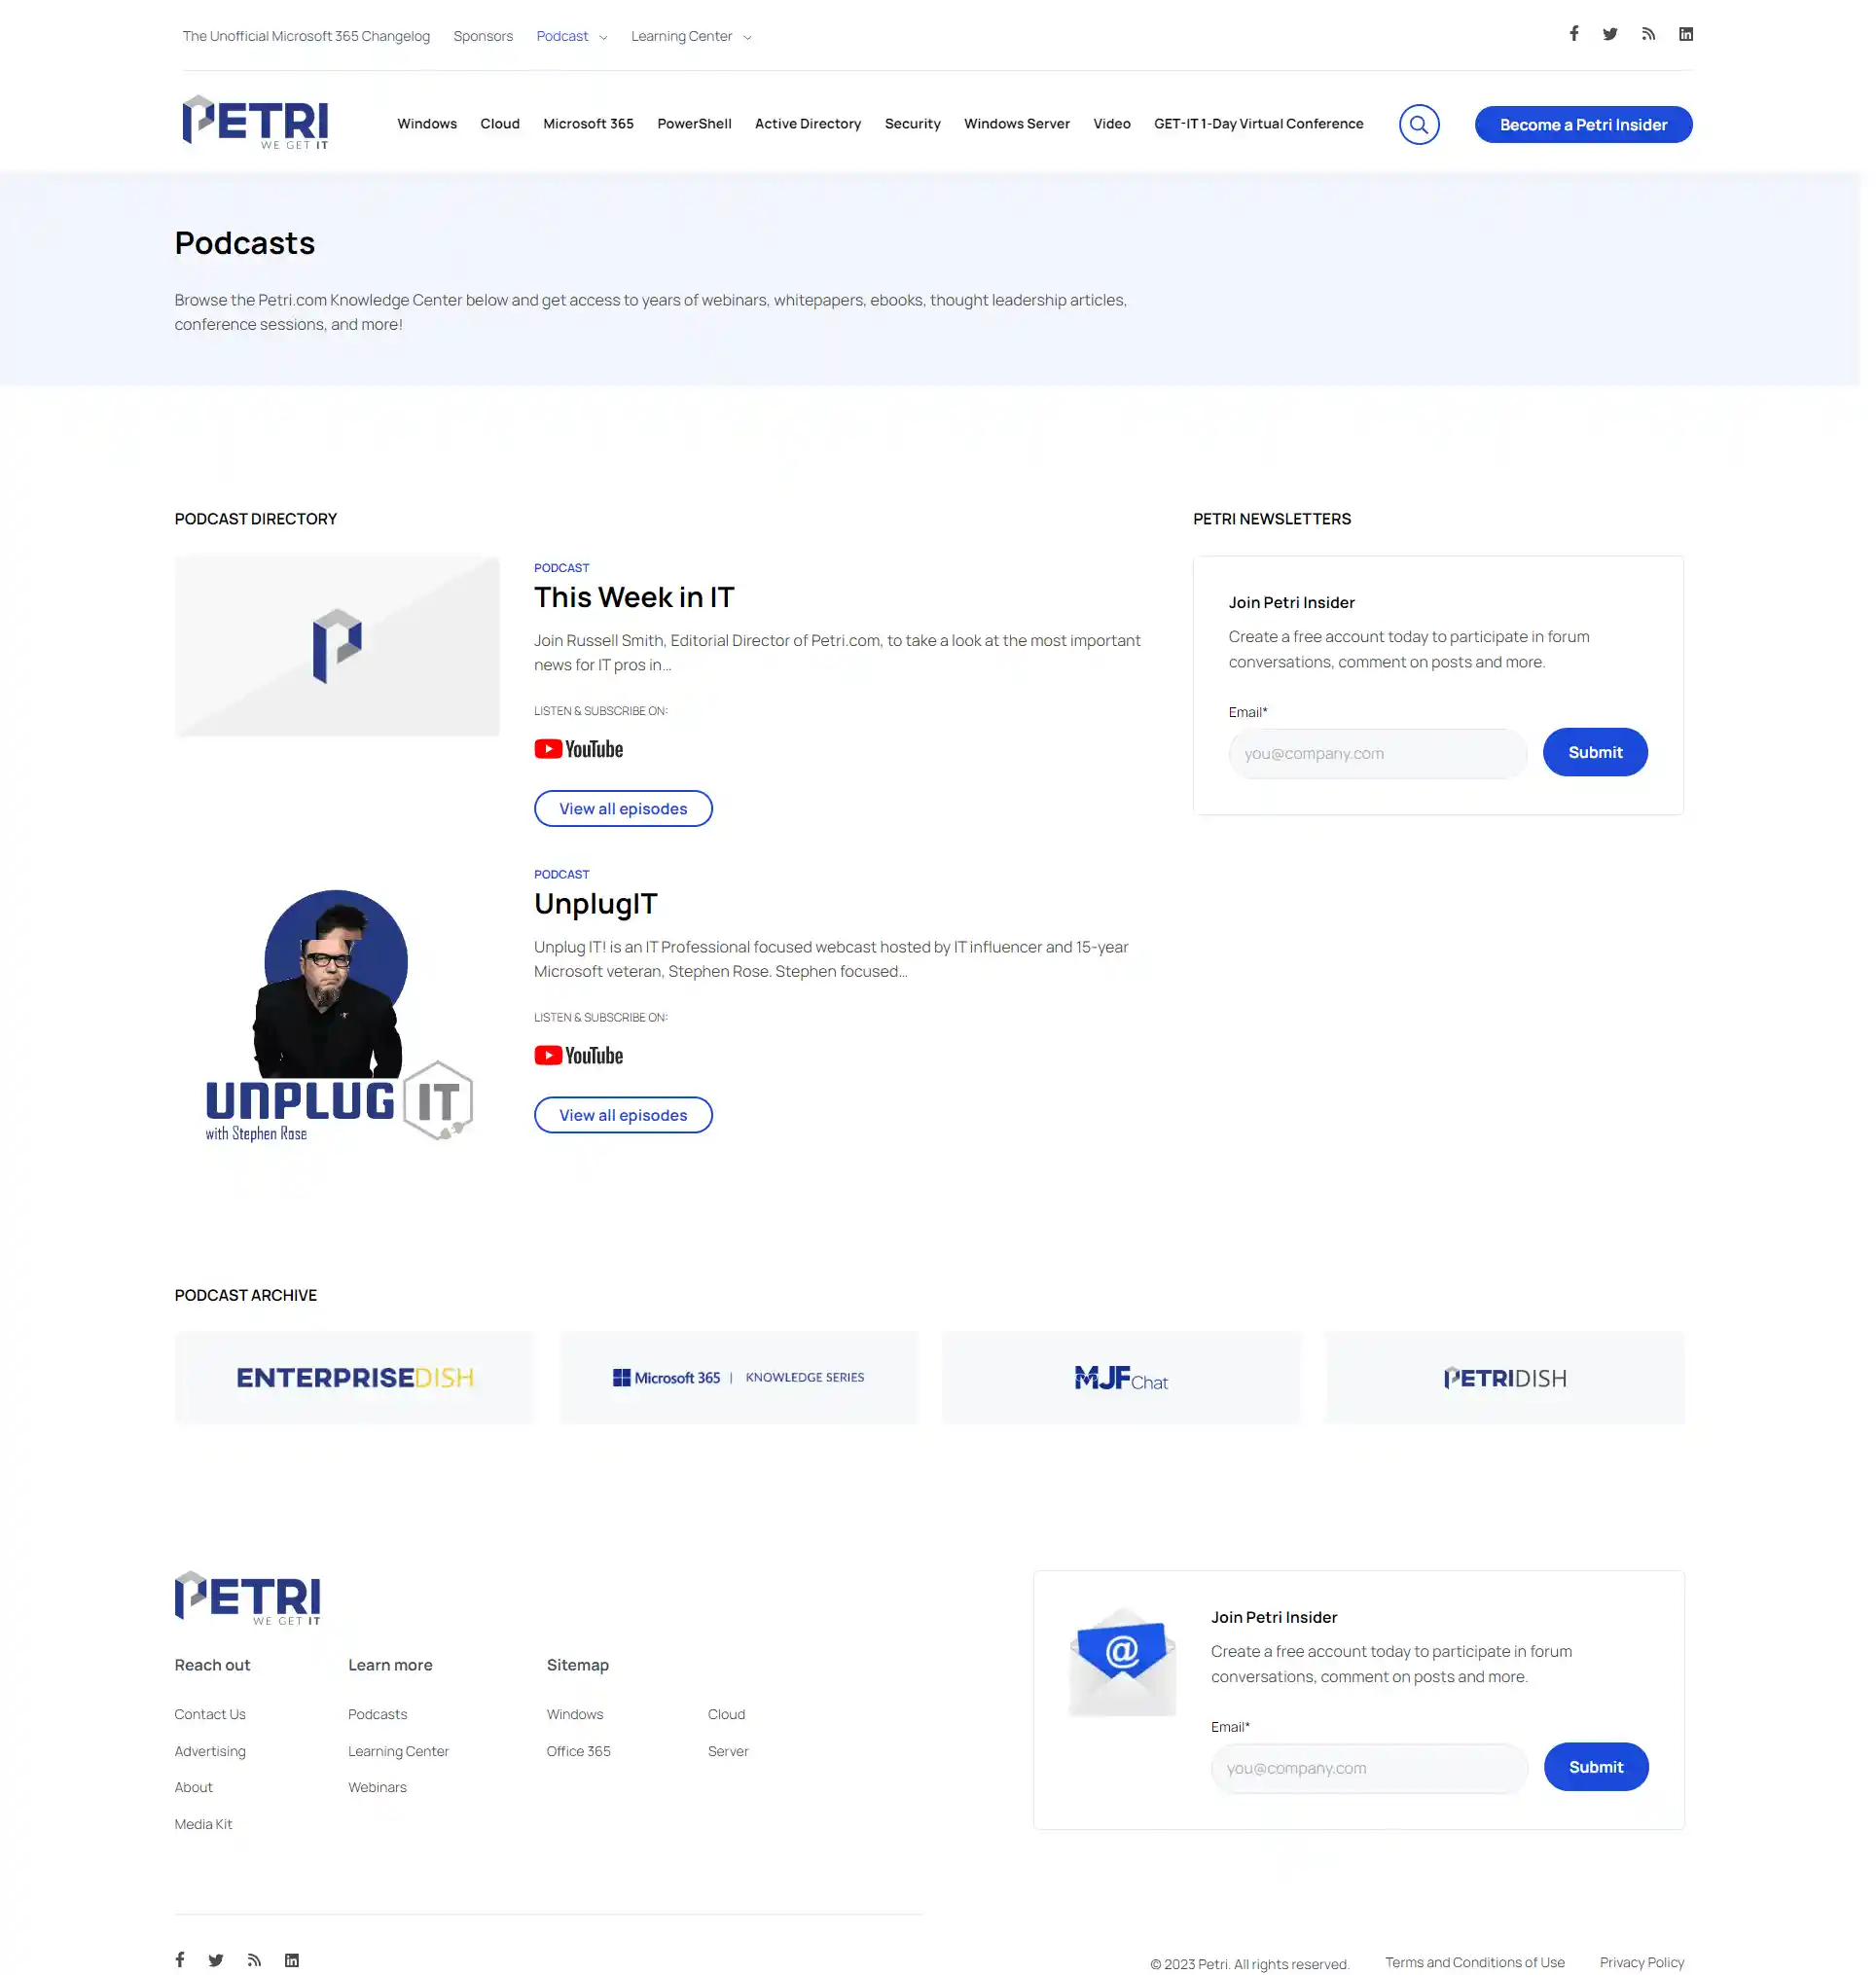 The Unofficial Microsoft 365 Changelog Sponsors Podcast Learning Center
PETRI
WE GET IT
Windows Cloud Microsoft 365 PowerShell Active Directory Security Windows Server Video GET-IT 1-Day Virtual Conference
Become a Petri Insider
Podcasts
Browse the Petri.com Knowledge Center below and get access to years of webinars, whitepapers, ebooks, thought leadership articles,
conference sessions, and more!
PODCAST DIRECTORY
PODCAST
This Week in IT
Join Russell Smith, Editorial Director of Petri.com, to take a look at the most important
news for IT pros in...
LISTEN & SUBSCRIBE ON:
YouTube
View all episodes
PODCAST
UnplugIT
Unplug IT! is an IT Professional focused webcast hosted by IT influencer and 15-year
Microsoft veteran, Stephen Rose. Stephen focused...
LISTEN & SUBSCRIBE ON:
YouTube
View all episodes
UNPLUG IT
with Stephen Rose
PETRI NEWSLETTERS
Join Petri Insider
Create a free account today to participate in forum
conversations, comment on posts and more.
Email*
you@company.com
Submit
PODCAST ARCHIVE
ENTERPRISEDISH
Microsoft 365 | KNOWLEDGE SERIES
MJFChat
PETRIDISH
PETRI
WE GET IT
Reach out
Contact Us
Advertising
About
Media Kit
Learn more
Podcasts
Learning Center
Webinars
Sitemap
Windows Cloud
Office 365 Server
@
Join Petri Insider
Create a free account today to participate in forum
conversations, comment on posts and more.
Email*
you@company.com
Submit
© 2023 Petri. All rights reserved. Terms and Conditions of Use Privacy Policy